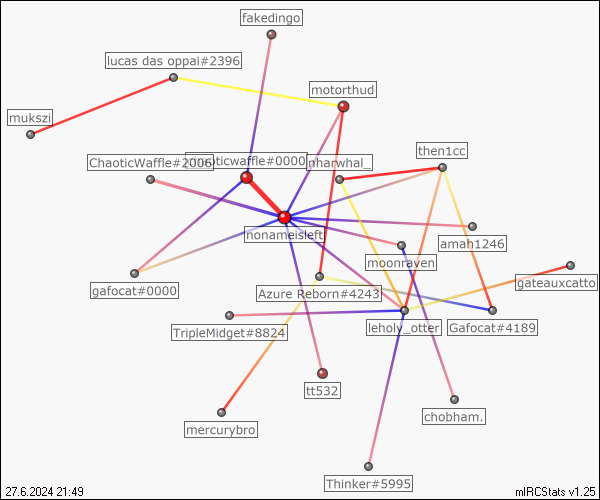 fakedingo
lucas das oppai#2396
motorthud
mukszi
then1cc
ChaoticWaffle#2006
chaoticwaffle#0000
narwhal_
nonameisleft
amah1246
moonraven
gateauxcatto
gafocat#0000
Azure Reborn#4243
leholy_otter
Gafocat#4189
TripleMidget#8824
tt532
chobham.
mercurybro
Thinker#5995
27.6.2024 21:49
mIRCStats v1.25